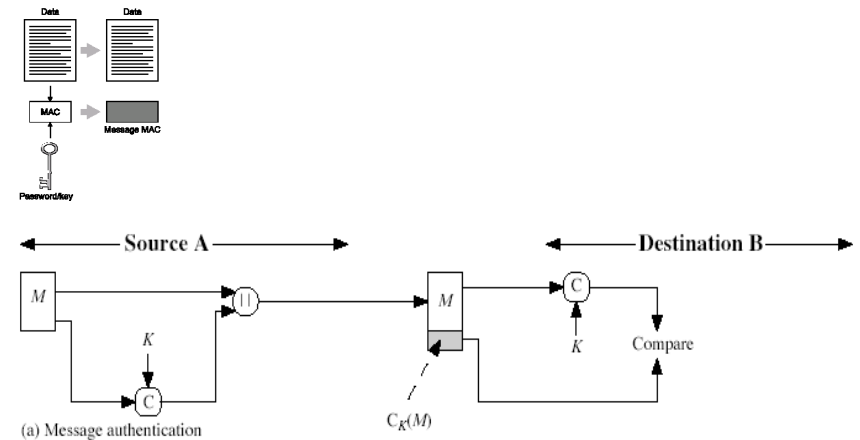 Data Data
MAC
Message MAC
Password/key
Source A Destination B
M || M C
K K Compare
C
C_K(M)
(a) Message authentication